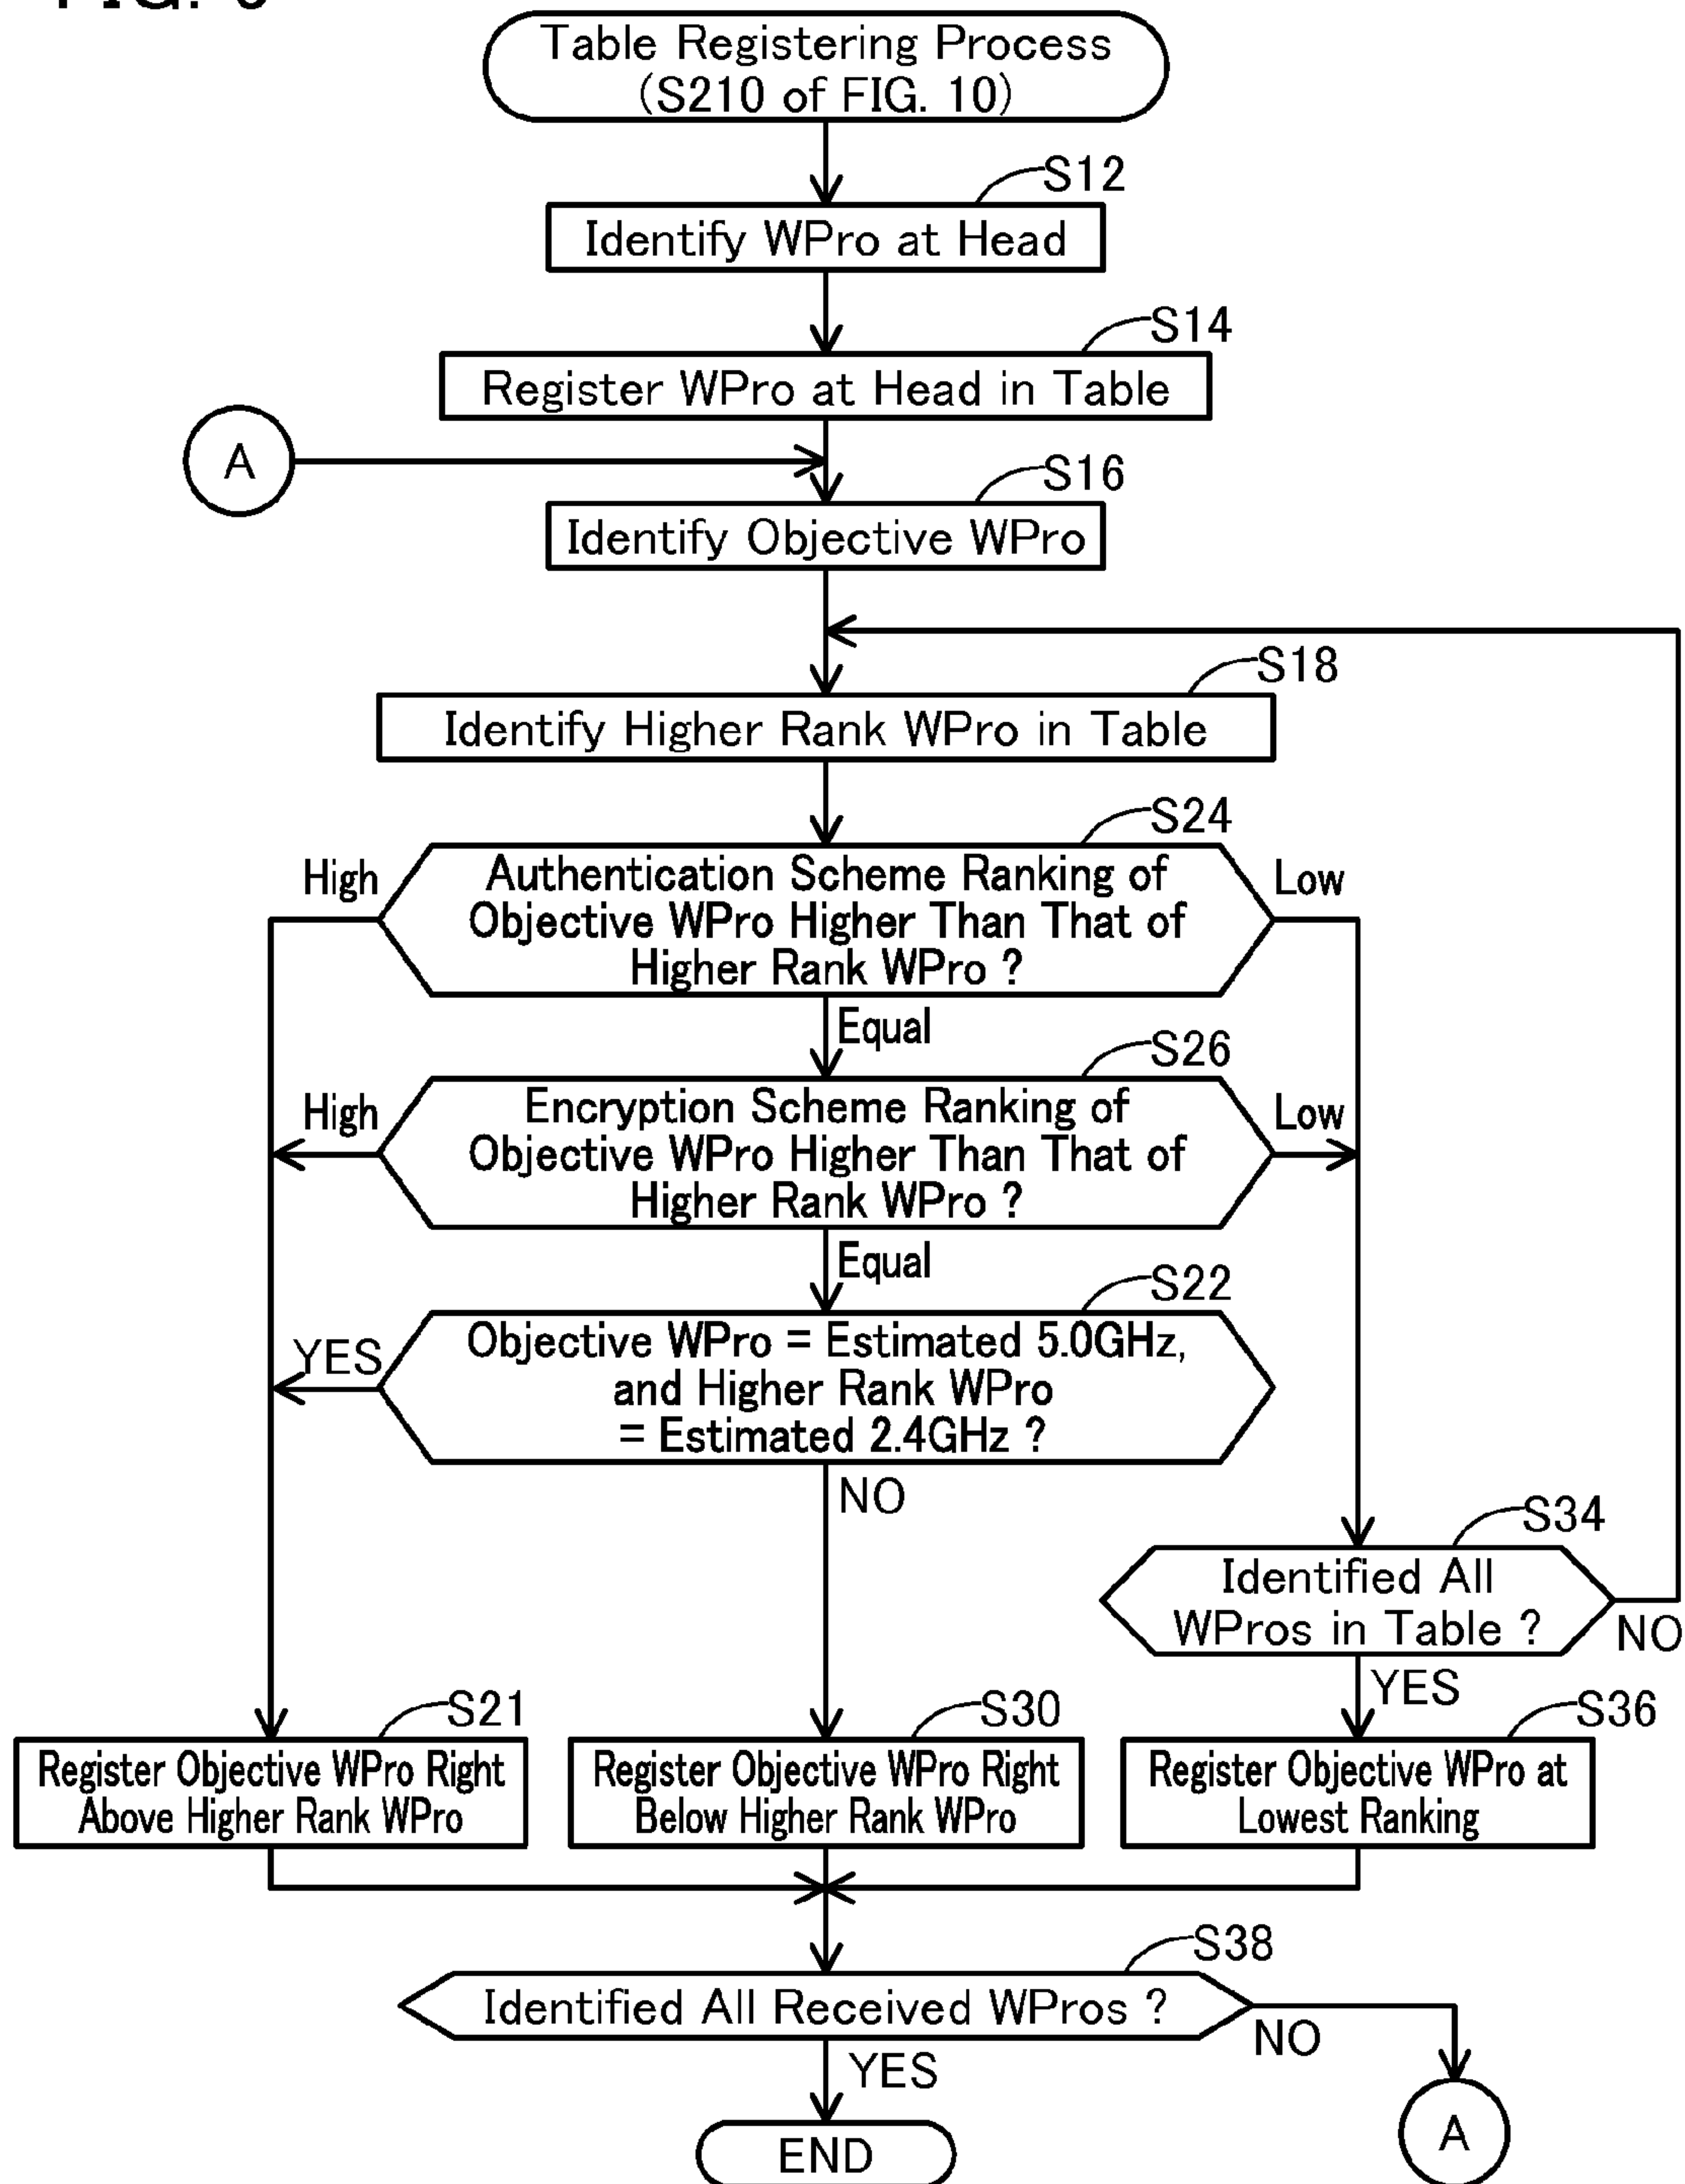 Table Registering Process
(S210 of FIG. 10)
S12
Identify WPro at Head
S14
Register WPro at Head in Table
A
S16
Identify Objective WPro
S18
Identify Higher Rank WPro in Table
S24
High
Authentication Scheme Ranking of
Objective WPro Higher Than That of
Higher Rank WPro ?
Low
Equal
S26
High
Encryption Scheme Ranking of
Objective WPro Higher Than That of
Higher Rank WPro ?
Low
Equal
S22
YES
Objective WPro = Estimated 5.0GHz,
and Higher Rank WPro
= Estimated 2.4GHz ?
NO
S34
Identified All
WPros in Table ?
NO
YES
S21
Register Objective WPro Right
Above Higher Rank WPro
S30
Register Objective WPro Right
Below Higher Rank WPro
S36
Register Objective WPro at
Lowest Ranking
S38
Identified All Received WPros ?
NO
YES
A
END